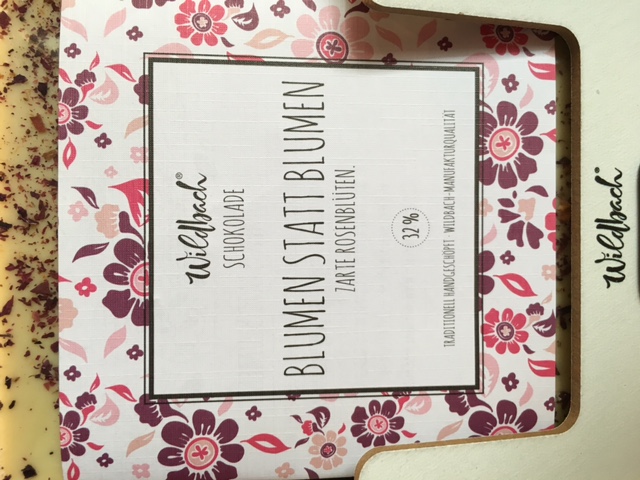 Wildbach®
SCHOKOLADE
BLUMEN STATT BLUMEN
ZARTE ROSENBLÜTEN.
32%
TRADITIONELL HANDGESCHÖPFT · WILDBACH-MANUFAKTURQUALITÄT
Wildbach®